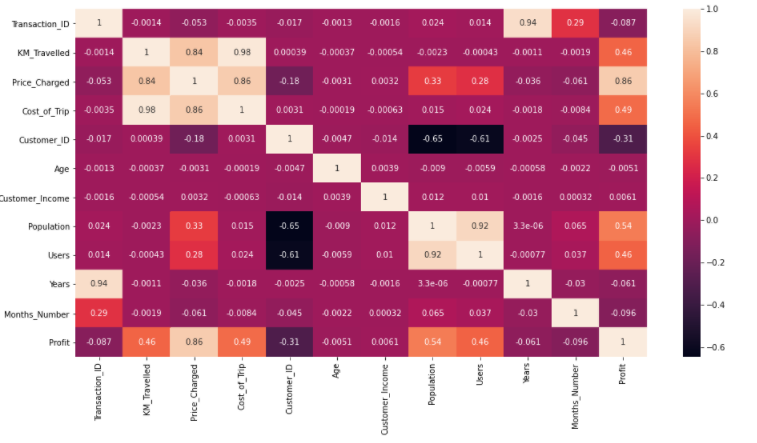 Transaction_ID 1 -0.0014 -0.053 -0.0035 -0.017 -0.0013 -0.0016 0.024 0.014 0.94 0.29 -0.087
KM_Travelled -0.0014 1 0.84 0.98 0.00039 -0.00037 -0.00054 -0.0023 -0.00043 -0.0011 -0.0019 0.46
Price_Charged -0.053 0.84 1 0.86 -0.18 -0.0031 0.0032 0.33 0.28 -0.036 -0.061 0.86
Cost_of_Trip -0.0035 0.98 0.86 1 0.0031 -0.00019 -0.00063 0.015 0.024 -0.0018 -0.0084 0.49
Customer_ID -0.017 0.00039 -0.18 0.0031 1 -0.0047 -0.014 -0.65 -0.61 -0.0025 -0.045 -0.31
Age -0.0013 -0.00037 -0.0031 -0.00019 -0.0047 1 0.0039 -0.009 -0.0059 -0.00058 -0.0022 -0.0051
Customer_Income -0.0016 -0.00054 0.0032 -0.00063 -0.014 0.0039 1 0.012 0.01 -0.0016 0.00032 0.0061
Population 0.024 -0.0023 0.33 0.015 -0.65 -0.009 0.012 1 0.92 3.3e-06 0.065 0.54
Users 0.014 -0.00043 0.28 0.024 -0.61 -0.0059 0.01 0.92 1 -0.00077 0.037 0.46
Years 0.94 -0.0011 -0.036 -0.0018 -0.0025 -0.00058 -0.0016 3.3e-06 -0.00077 1 -0.03 -0.061
Months_Number 0.29 -0.0019 -0.061 -0.0084 -0.045 -0.0022 0.00032 0.065 0.037 -0.03 1 -0.096
Profit -0.087 0.46 0.86 0.49 -0.31 -0.0051 0.0061 0.54 0.46 -0.061 -0.096 1
Transaction_ID
KM_Travelled
Price_Charged
Cost_of_Trip
Customer_ID
Age
Customer_Income
Population
Users
Years
Months_Number
Profit
1.0
0.8
0.6
0.4
0.2
0.0
−0.2
−0.4
−0.6